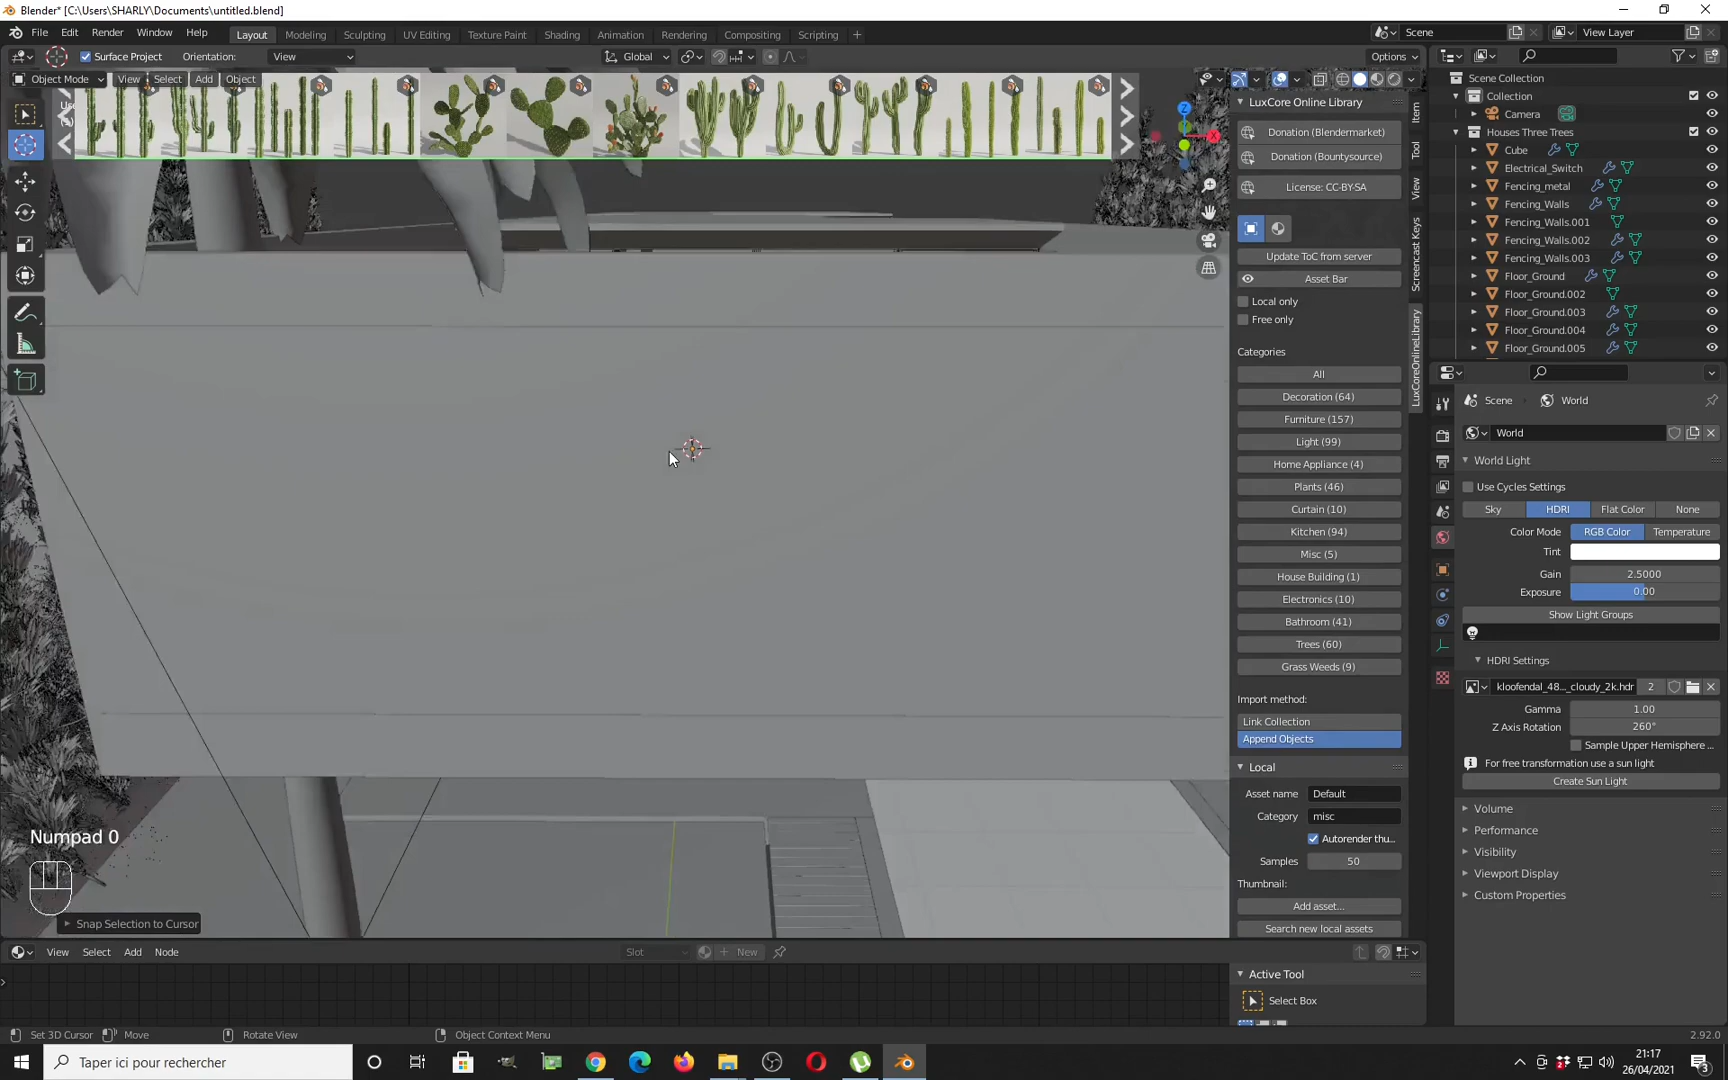 Blender* [C:\Users\SHARLY\Documents\untitled.blend]
File Edit Render Window Help Layout Modeling Sculpting UV Editing Texture Paint Shading Animation Rendering Compositing Scripting + Scene View Layer
Surface Project Orientation: View Global Options
Object Mode View Select Add Object
LuxCore Online Library
Donation (Blendermarket)
Donation (Bountysource)
License: CC-BY-SA
Update ToC from server
Asset Bar
Local only
Free only
Categories
All
Decoration (64)
Furniture (157)
Light (99)
Home Appliance (4)
Plants (46)
Curtain (10)
Kitchen (94)
Misc (5)
House Building (1)
Electronics (10)
Bathroom (41)
Trees (60)
Grass Weeds (9)
Import method:
Link Collection
Append Objects
Local
Asset name Default
Category misc
Autorender thu...
Samples 50
Thumbnail:
Add asset...
Search new local assets
Item
Tool
View
Screencast Keys
LuxCoreOnlineLibrary
Scene Collection
Collection
Camera
Houses Three Trees
Cube
Electrical_Switch
Fencing_metal
Fencing_Walls
Fencing_Walls.001
Fencing_Walls.002
Fencing_Walls.003
Floor_Ground
Floor_Ground.002
Floor_Ground.003
Floor_Ground.004
Floor_Ground.005
Scene World
World
World Light
Use Cycles Settings
Sky HDRI Flat Color None
Color Mode RGB Color Temperature
Tint
Gain 2.5000
Exposure 0.00
Show Light Groups
HDRI Settings
kloofendal_48..._cloudy_2k.hdr 2
Gamma 1.00
Z Axis Rotation 260°
Sample Upper Hemisphere ...
For free transformation use a sun light
Create Sun Light
Volume
Performance
Visibility
Viewport Display
Custom Properties
Z
X
Numpad 0
Snap Selection to Cursor
View Select Add Node Slot New
Active Tool
Select Box
Set 3D Cursor Move Rotate View Object Context Menu 2.92.0
Taper ici pour rechercher
21:17
26/04/2021
3